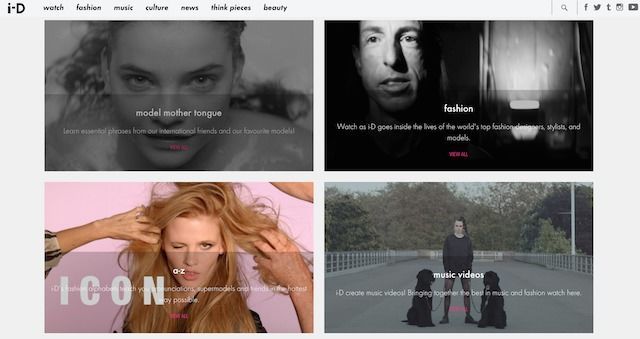 i-D watch fashion music culture news think pieces beauty
model mother tongue
Learn essential phrases from our international friends and our favourite models!
VIEW ALL
fashion
Watch as i-D goes inside the lives of the world's top fashion designers, stylists, and
models.
VIEW ALL
ICON
a-z
i-D's fashion alphabets teach you pronunciations, supermodels and trends in the hottest
way possible.
VIEW ALL
music videos
i-D create music videos! Bringing together the best in music and fashion watch here.
VIEW ALL